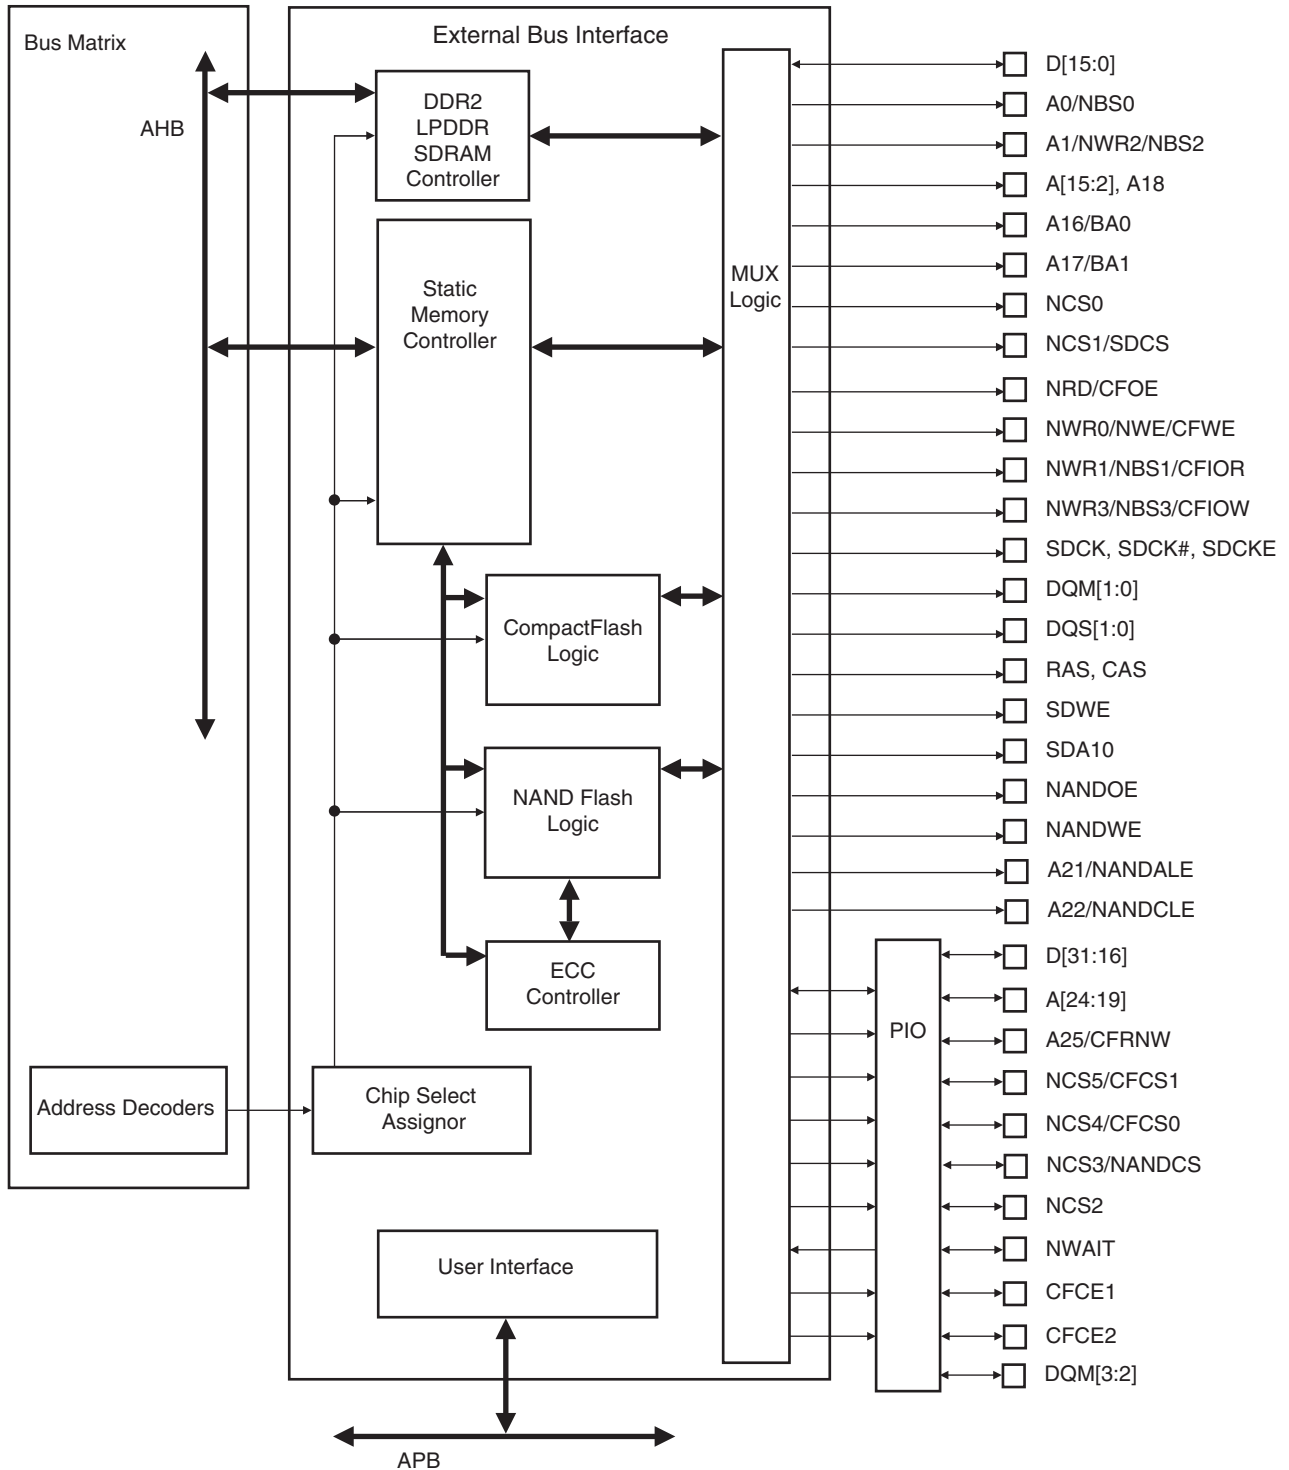 Bus Matrix
AHB
External Bus Interface
DDR2
LPDDR
SDRAM
Controller
Static
Memory
Controller
CompactFlash
Logic
NAND Flash
Logic
ECC
Controller
Address Decoders
Chip Select
Assignor
User Interface
APB
MUX
Logic
PIO
D[15:0]
A0/NBS0
A1/NWR2/NBS2
A[15:2], A18
A16/BA0
A17/BA1
NCS0
NCS1/SDCS
NRD/CFOE
NWR0/NWE/CFWE
NWR1/NBS1/CFIOR
NWR3/NBS3/CFIOW
SDCK, SDCK#, SDCKE
DQM[1:0]
DQS[1:0]
RAS, CAS
SDWE
SDA10
NANDOE
NANDWE
A21/NANDALE
A22/NANDCLE
D[31:16]
A[24:19]
A25/CFRNW
NCS5/CFCS1
NCS4/CFCS0
NCS3/NANDCS
NCS2
NWAIT
CFCE1
CFCE2
DQM[3:2]